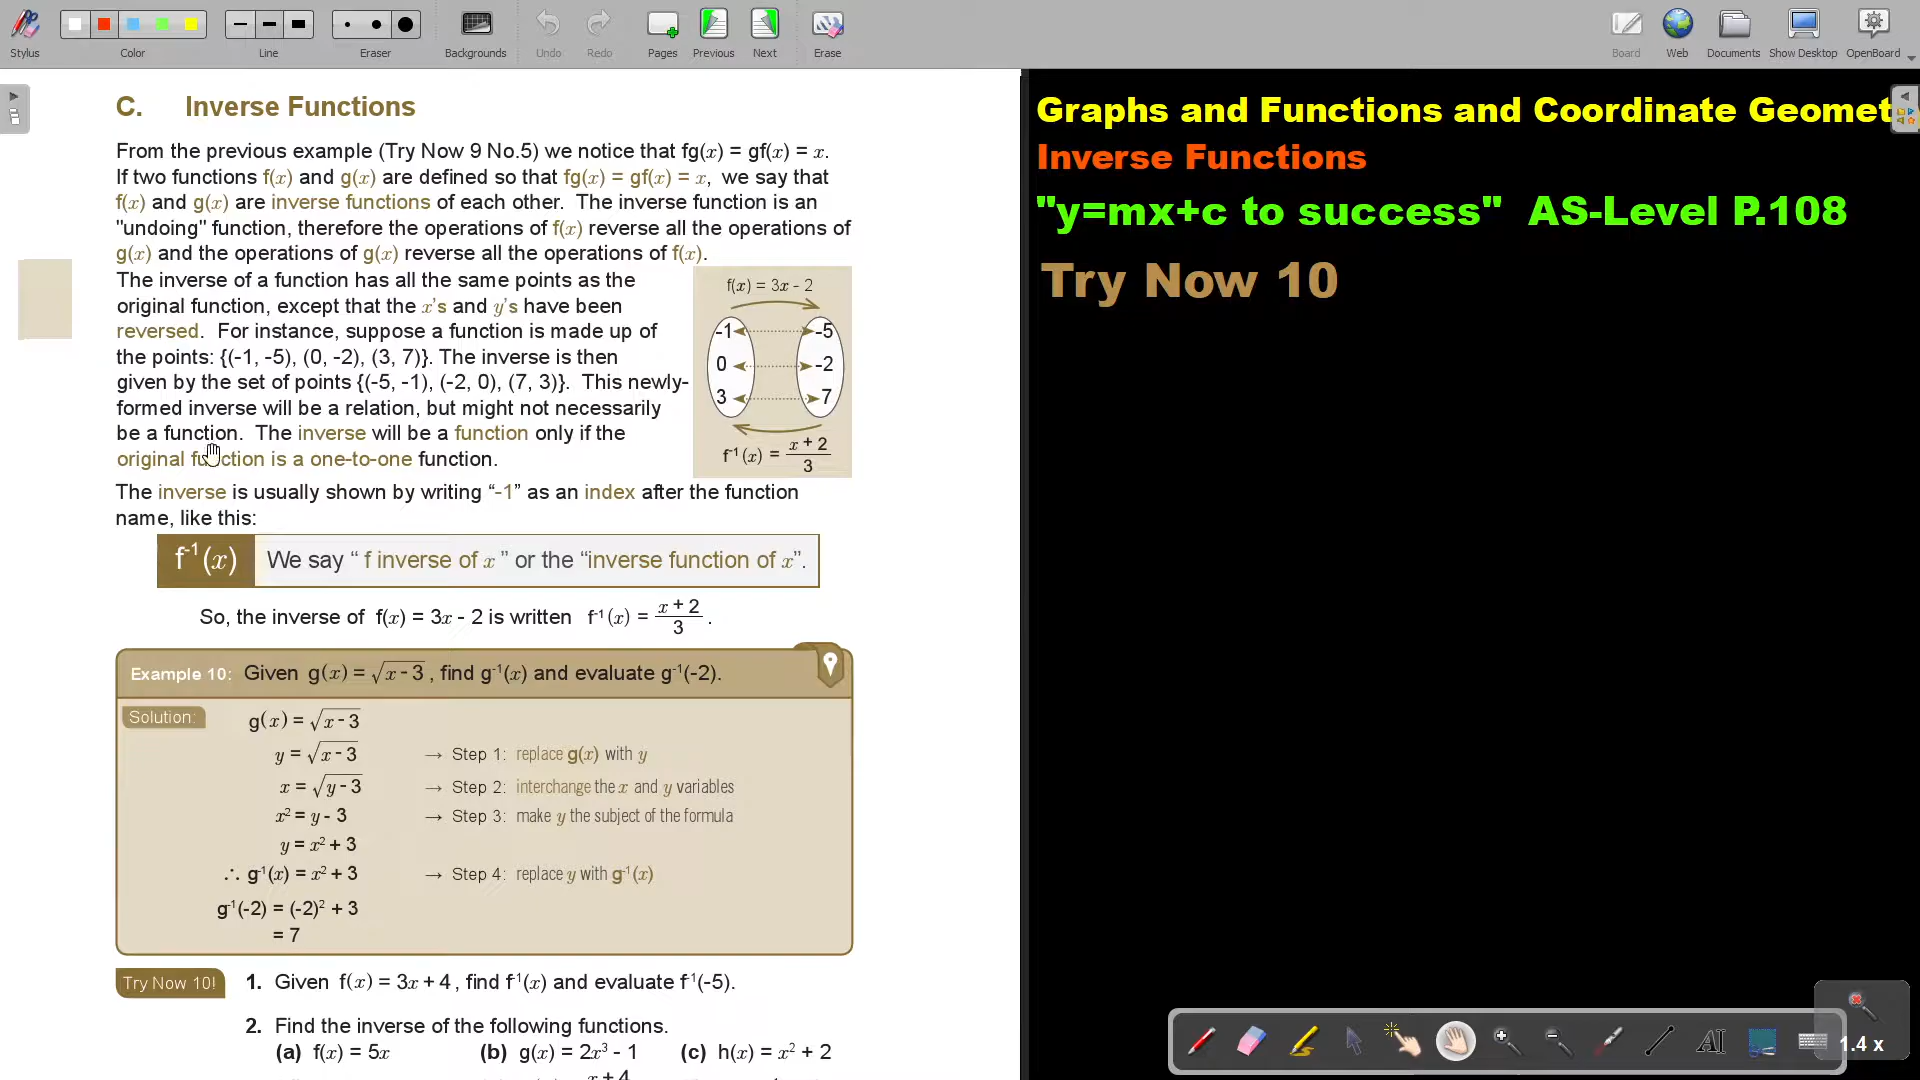 Stylus
Color
Line
Eraser
Backgrounds
Undo
Redo
Pages
Previous
Next
Erase
Board
Web
Documents
Show Desktop
OpenBoard
C. Inverse Functions
From the previous example (Try Now 9 No.5) we notice that fg(x) = gf(x) = x.
If two functions f(x) and g(x) are defined so that fg(x) = gf(x) = x, we say that
f(x) and g(x) are inverse functions of each other. The inverse function is an
"undoing" function, therefore the operations of f(x) reverse all the operations of
g(x) and the operations of g(x) reverse all the operations of f(x).
The inverse of a function has all the same points as the
original function, except that the x's and y's have been
reversed. For instance, suppose a function is made up of
the points: {(-1, -5), (0, -2), (3, 7)}. The inverse is then
given by the set of points {(-5, -1), (-2, 0), (7, 3)}. This newly-
formed inverse will be a relation, but might not necessarily
be a function. The inverse will be a function only if the
original function is a one-to-one function.
f(x) = 3x - 2
-1 -5
0 -2
3 7
f⁻¹(x) = (x + 2)/3
The inverse is usually shown by writing “-1” as an index after the function
name, like this:
f⁻¹(x) We say “ f inverse of x ” or the “inverse function of x”.
So, the inverse of f(x) = 3x - 2 is written f⁻¹(x) = (x + 2)/3 .
Example 10: Given g(x) = √(x - 3) , find g⁻¹(x) and evaluate g⁻¹(-2).
Solution: g(x) = √(x - 3)
y = √(x - 3) → Step 1: replace g(x) with y
x = √(y - 3) → Step 2: interchange the x and y variables
x² = y - 3 → Step 3: make y the subject of the formula
y = x² + 3
∴ g⁻¹(x) = x² + 3 → Step 4: replace y with g⁻¹(x)
g⁻¹(-2) = (-2)² + 3
= 7
Try Now 10! 1. Given f(x) = 3x + 4 , find f⁻¹(x) and evaluate f⁻¹(-5).
2. Find the inverse of the following functions.
(a) f(x) = 5x (b) g(x) = 2x³ - 1 (c) h(x) = x² + 2
x + 4
Graphs and Functions and Coordinate Geomet
Inverse Functions
"y=mx+c to success" AS-Level P.108
Try Now 10
AI
1.4 x